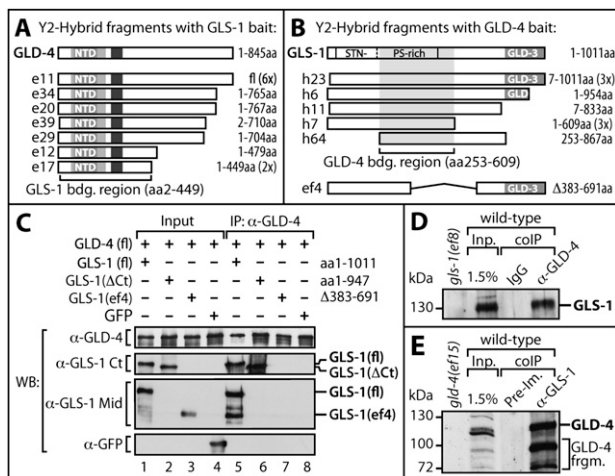 A Y2-Hybrid fragments with GLS-1 bait:
GLD-4 NTD 1-845aa
e11 NTD fl (6x)
e34 NTD 1-765aa
e20 NTD 1-767aa
e39 NTD 2-710aa
e29 NTD 1-704aa
e12 NTD 1-479aa
e17 NTD 1-449aa (2x)
GLS-1 bdg. region (aa2-449)
B Y2-Hybrid fragments with GLD-4 bait:
GLS-1 STN- PS-rich GLD-3 1-1011aa
h23 GLD-3 7-1011aa (3x)
h6 GLD 1-954aa
h11 7-833aa
h7 1-609aa (3x)
h64 253-867aa
GLD-4 bdg. region (aa253-609)
ef4 GLD-3 Δ383-691aa
C Input IP: α-GLD-4
GLD-4 (fl) + + + + + + + +
GLS-1 (fl) + + aa1-1011
GLS-1(ΔCt) + + aa1-947
GLS-1(ef4) + + Δ383-691
GFP + +
WB:
α-GLD-4
α-GLS-1 Ct GLS-1(fl)
GLS-1(ΔCt)
α-GLS-1 Mid GLS-1(fl)
GLS-1(ef4)
α-GFP
1 2 3 4 5 6 7 8
D wild-type
gls-1(ef8) Inp. coIP
kDa 1.5% IgG α-GLD-4
130 GLS-1
E wild-type
gld-4(ef15) Inp. coIP
kDa 1.5% Pre-Im. α-GLS-1
130 GLD-4
100 GLD-4
72 frgm.